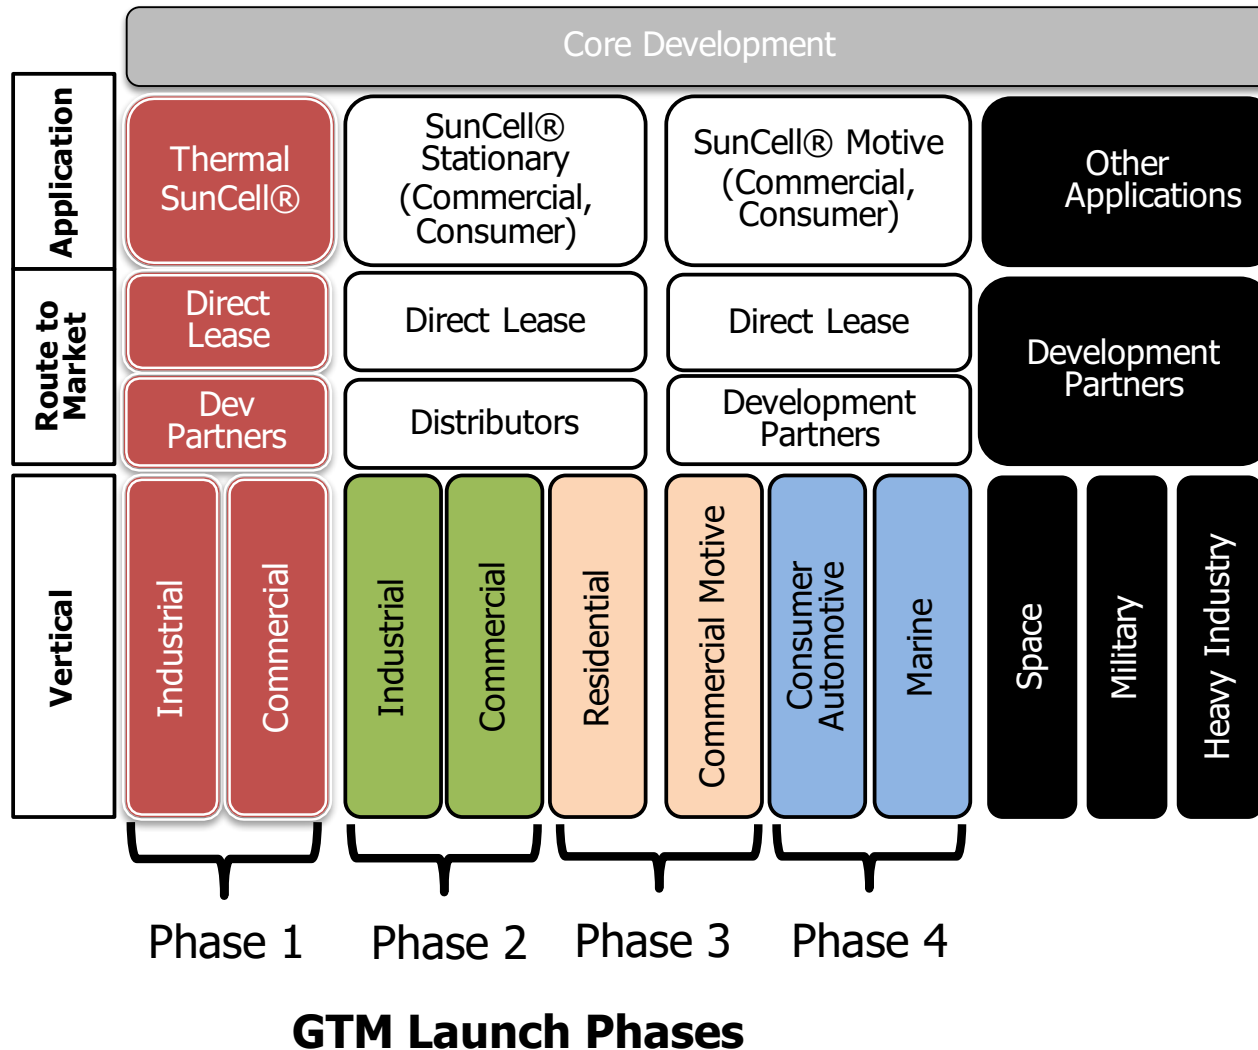 Core Development
Application
Thermal
SunCell®
SunCell®
Stationary
(Commercial,
Consumer)
SunCell® Motive
(Commercial,
Consumer)
Other
Applications
Route to
Market
Direct
Lease
Direct Lease
Direct Lease
Development
Partners
Dev
Partners
Distributors
Development
Partners
Vertical
Industrial
Commercial
Industrial
Commercial
Residential
Commercial Motive
Consumer
Automotive
Marine
Space
Military
Heavy Industry
Phase 1
Phase 2
Phase 3
Phase 4
GTM Launch Phases